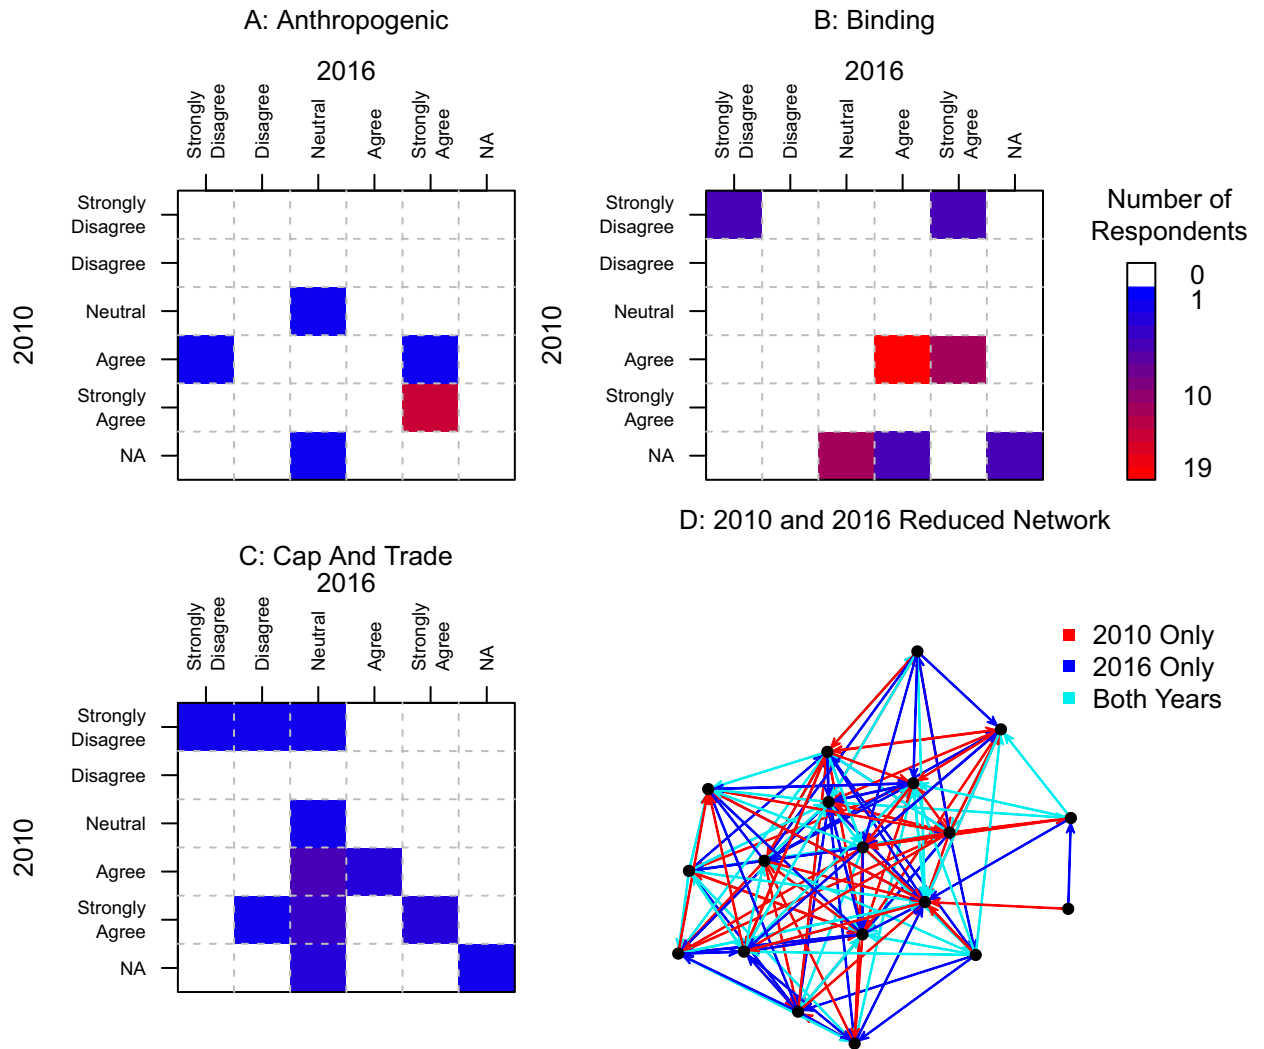 A: Anthropogenic
2016
Strongly
Disagree
Disagree
Neutral
Agree
Strongly
Agree
NA
2010
Strongly
Disagree
Disagree
Neutral
Agree
Strongly
Agree
NA
B: Binding
2016
Strongly
Disagree
Disagree
Neutral
Agree
Strongly
Agree
NA
2010
Strongly
Disagree
Disagree
Neutral
Agree
Strongly
Agree
NA
Number of
Respondents
0
1
10
19
C: Cap And Trade
2016
Strongly
Disagree
Disagree
Neutral
Agree
Strongly
Agree
NA
2010
Strongly
Disagree
Disagree
Neutral
Agree
Strongly
Agree
NA
D: 2010 and 2016 Reduced Network
2010 Only
2016 Only
Both Years